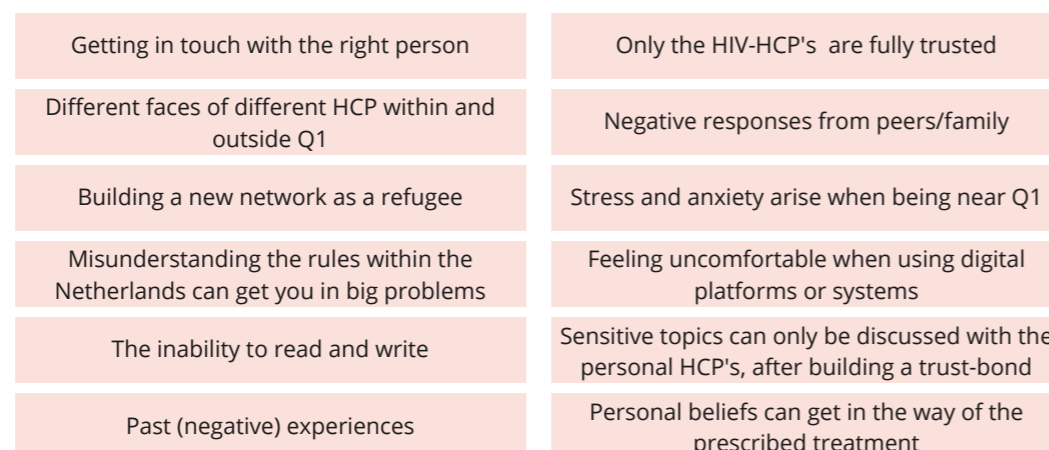 Getting in touch with the right person
Only the HIV-HCP's  are fully trusted
Different faces of different HCP within and
outside Q1
Negative responses from peers/family
Building a new network as a refugee
Stress and anxiety arise when being near Q1
Misunderstanding the rules within the
Netherlands can get you in big problems
Feeling uncomfortable when using digital
platforms or systems
The inability to read and write
Sensitive topics can only be discussed with the
personal HCP's, after building a trust-bond
Past (negative) experiences
Personal beliefs can get in the way of the
prescribed treatment